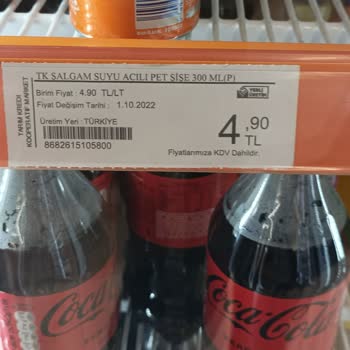 TK ŞALGAM SUYU ACILI PET ŞİŞE 300 ML(P)
Birim Fiyat : 4.90 TL/LT
Fiyat Değişim Tarihi : 1.10.2022
Üretim Yeri :TÜRKİYE
8682615105800
TARIM KREDİ
KOOPERATİF MARKET
YERLİ
ÜRETİM
4,90
TL
Fiyatlarımıza KDV Dahildir.
Coca
Coca-Cola